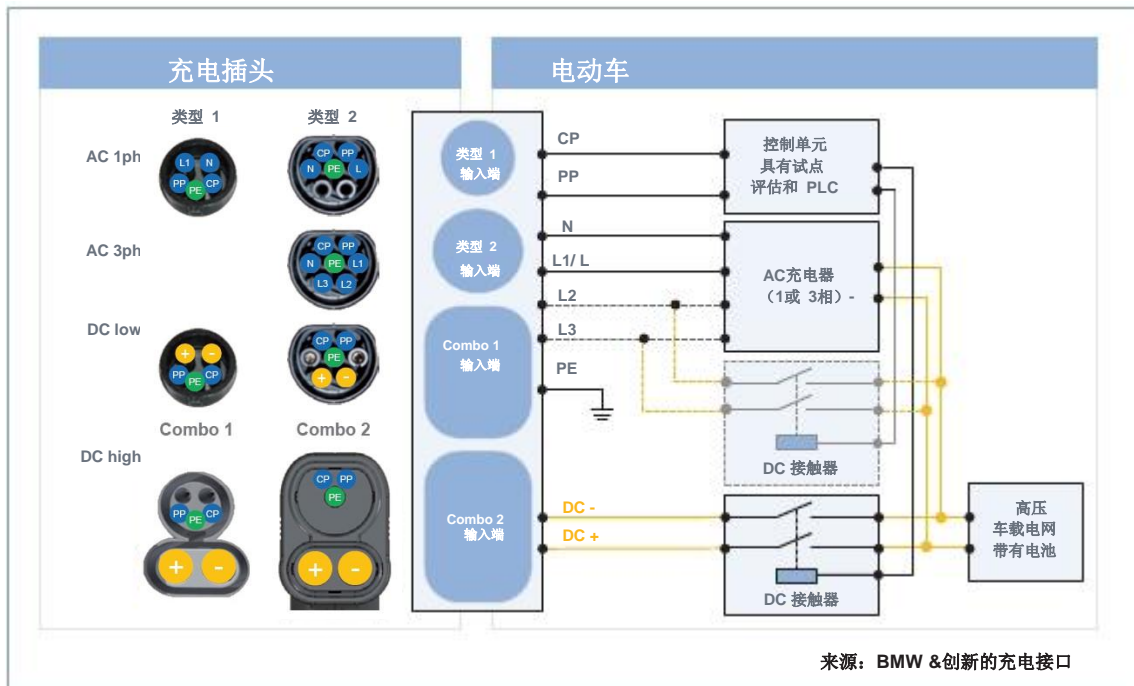 充电插头
电动车
类型 1
类型 2
AC 1ph
L1 N
PP PE CP
CP PP
N PE L
AC 3ph
CP PP
N PE L1
L3 L2
DC low
+ -
PP PE CP
CP PP
PE
+ -
Combo 1
Combo 2
DC high
PP PE CP
+ -
CP PP
PE
+ -
类型 1
输入端
类型 2
输入端
Combo 1
输入端
Combo 2
输入端
CP
PP
N
L1/ L
L2
L3
PE
DC -
DC +
控制单元
具有试点
评估和 PLC
AC充电器
（1或 3相）-
DC 接触器
DC 接触器
高压
车载电网
带有电池
来源：BMW &创新的充电接口